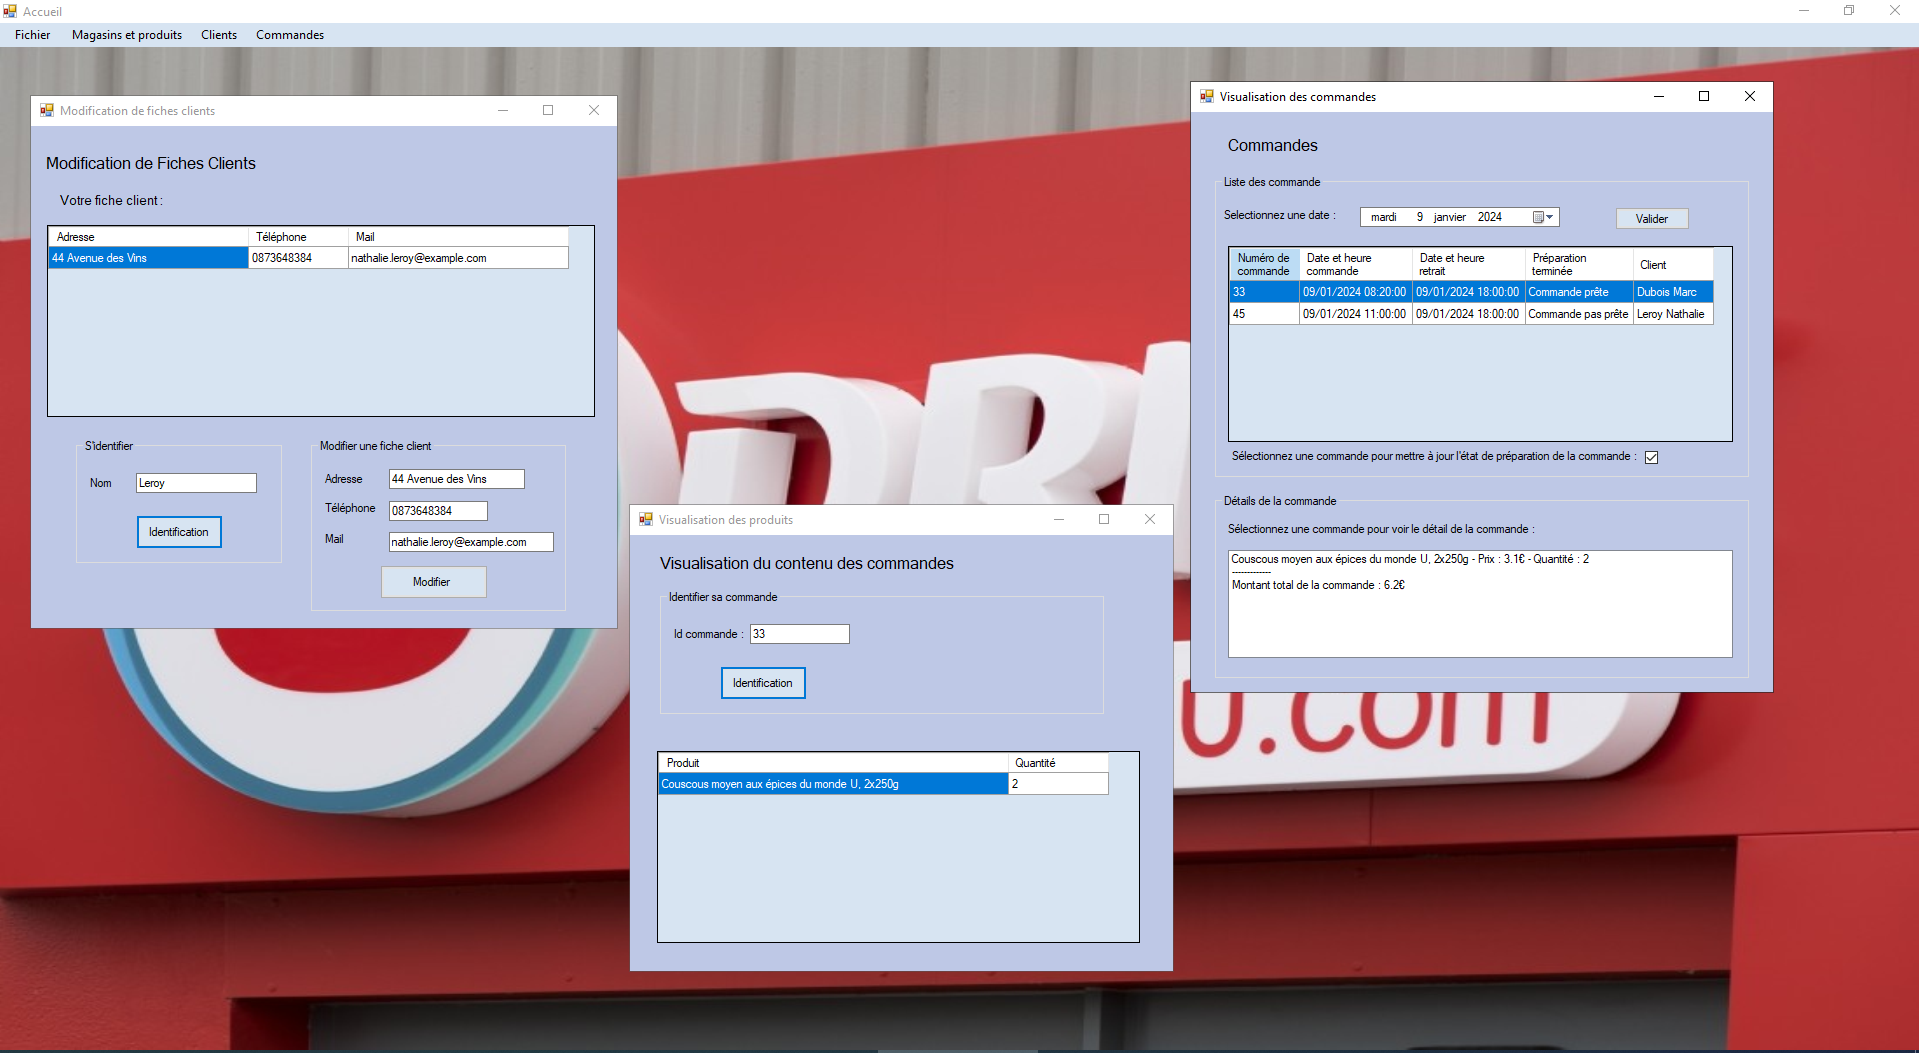 Accueil
Fichier Magasins et produits Clients Commandes
Modification de fiches clients
Modification de Fiches Clients
Votre fiche client :
Adresse Téléphone Mail
44 Avenue des Vins 0873648384 nathalie.leroy@example.com
S'identifier
Nom Leroy
Identification
Modifier une fiche client
Adresse 44 Avenue des Vins
Téléphone 0873648384
Mail nathalie.leroy@example.com
Modifier
Visualisation des produits
Visualisation du contenu des commandes
Identifier sa commande
Id commande : 33
Identification
Produit Quantité
Couscous moyen aux épices du monde U, 2x250g 2
Visualisation des commandes
Commandes
Liste des commande
Selectionnez une date : mardi 9 janvier 2024 Valider
Numéro de commande Date et heure commande Date et heure retrait Préparation terminée Client
33 09/01/2024 08:20:00 09/01/2024 18:00:00 Commande prête Dubois Marc
45 09/01/2024 11:00:00 09/01/2024 18:00:00 Commande pas prête Leroy Nathalie
Sélectionnez une commande pour mettre à jour l'état de préparation de la commande :
Détails de la commande
Sélectionnez une commande pour voir le détail de la commande :
Couscous moyen aux épices du monde U, 2x250g - Prix : 3.1€ - Quantité : 2
-------------
Montant total de la commande : 6.2€
DRI
u.com